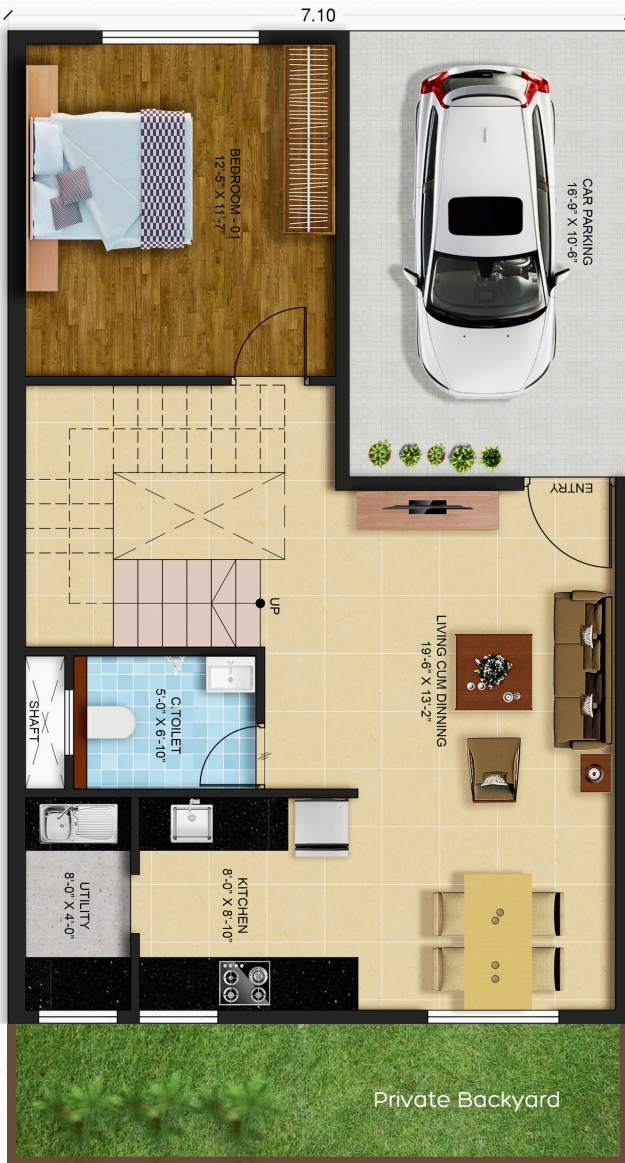 7.10
BEDROOM - 01
12'-5" X 11'-7"
CAR PARKING
16'-9" X 10'-6"
ENTRY
UP
LIVING CUM DINNING
19'-6" X 13'-2"
C.TOILET
5'-0" X 6'-10"
SHAFT
UTILITY
8'-0" X 4'-0"
KITCHEN
8'-0" X 8'-10"
Private Backyard